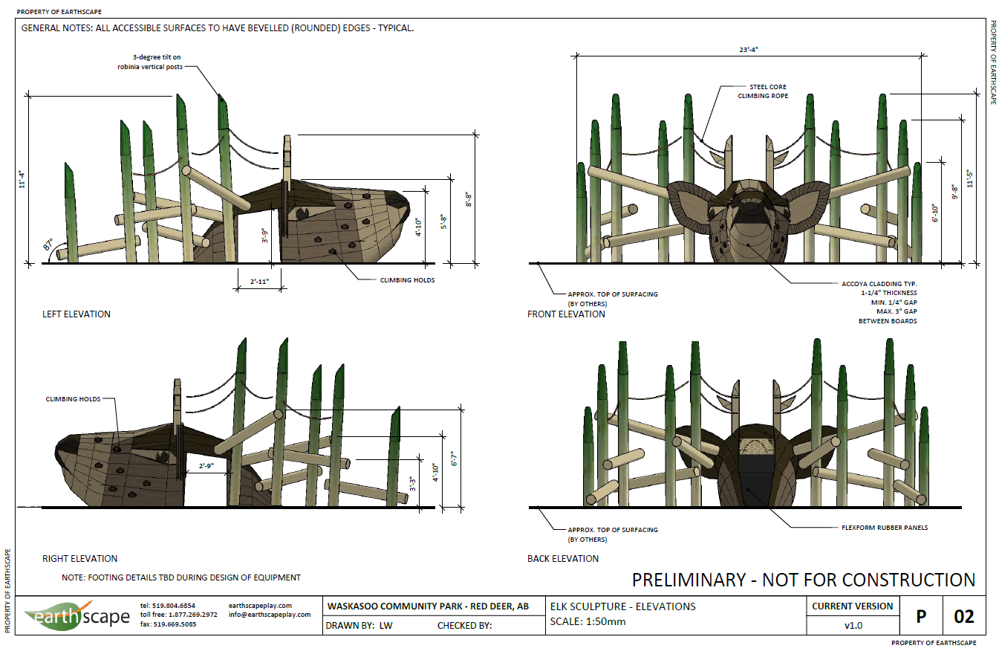 PROPERTY OF EARTHSCAPE
GENERAL NOTES: ALL ACCESSIBLE SURFACES TO HAVE BEVELLED (ROUNDED) EDGES - TYPICAL.
PROPERTY OF EARTHSCAPE
3-degree tilt on
robinia vertical posts
11'-4"
87°
3'-9"
2'-11"
4'-10"
5'-8"
8'-8"
CLIMBING HOLDS
LEFT ELEVATION
23'-4"
STEEL CORE
CLIMBING ROPE
6'-10"
9'-8"
11'-5"
APPROX. TOP OF SURFACING
(BY OTHERS)
FRONT ELEVATION
ACCOYA CLADDING TYP.
1-1/4" THICKNESS
MIN. 1/4" GAP
MAX. 3" GAP
BETWEEN BOARDS
CLIMBING HOLDS
2'-9"
3'-3"
4'-10"
6'-7"
RIGHT ELEVATION
NOTE: FOOTING DETAILS TBD DURING DESIGN OF EQUIPMENT
APPROX. TOP OF SURFACING
(BY OTHERS)
FLEXFORM RUBBER PANELS
BACK ELEVATION
PRELIMINARY - NOT FOR CONSTRUCTION
PROPERTY OF EARTHSCAPE
earthscape
tel: 519.804.6854
toll free: 1.877.269.2972
fax: 519.669.5085
earthscapeplay.com
info@earthscapeplay.com
WASKASOO COMMUNITY PARK - RED DEER, AB
DRAWN BY: LW
CHECKED BY:
ELK SCULPTURE - ELEVATIONS
SCALE: 1:50mm
CURRENT VERSION
v1.0
P
02
PROPERTY OF EARTHSCAPE